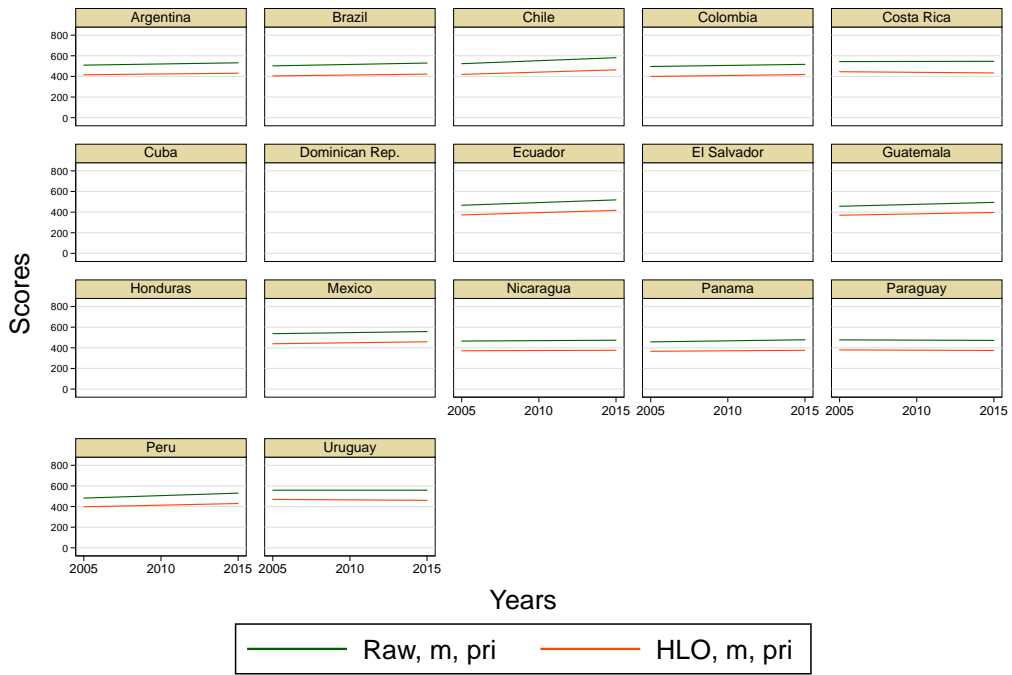 Argentina Brazil Chile Colombia Costa Rica
800
600
400
200
0
Cuba Dominican Rep. Ecuador El Salvador Guatemala
800
600
400
200
0
Honduras Mexico Nicaragua Panama Paraguay
800
600
400
200
0
2005 2010 2015 2005 2010 2015 2005 2010 2015
Peru Uruguay
800
600
400
200
0
2005 2010 2015 2005 2010 2015
Scores
Years
Raw, m, pri HLO, m, pri